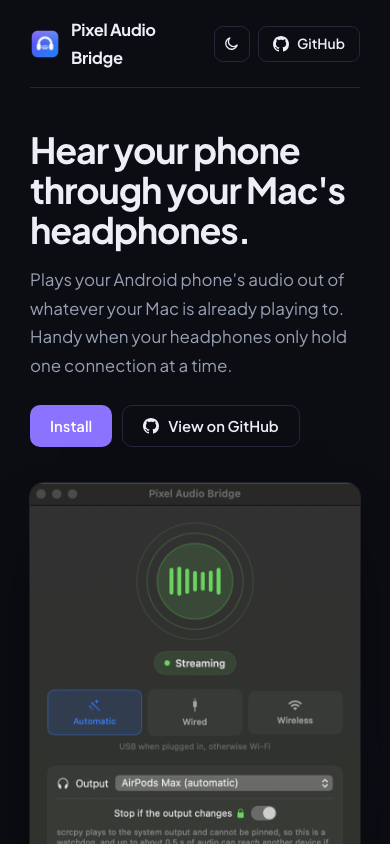 Pixel Audio
Bridge
GitHub
Hear your phone
through your Mac's
headphones.
Plays your Android phone's audio out of
whatever your Mac is already playing to.
Handy when your headphones only hold
one connection at a time.
Install
View on GitHub
Pixel Audio Bridge
Streaming
Automatic
Wired
Wireless
USB when plugged in, otherwise Wi-Fi
Output
AirPods Max (automatic)
Stop if the output changes
scrcpy plays to the system output and cannot be pinned, so this is a
watchdog, and up to about 0.5 s of audio can reach another device if